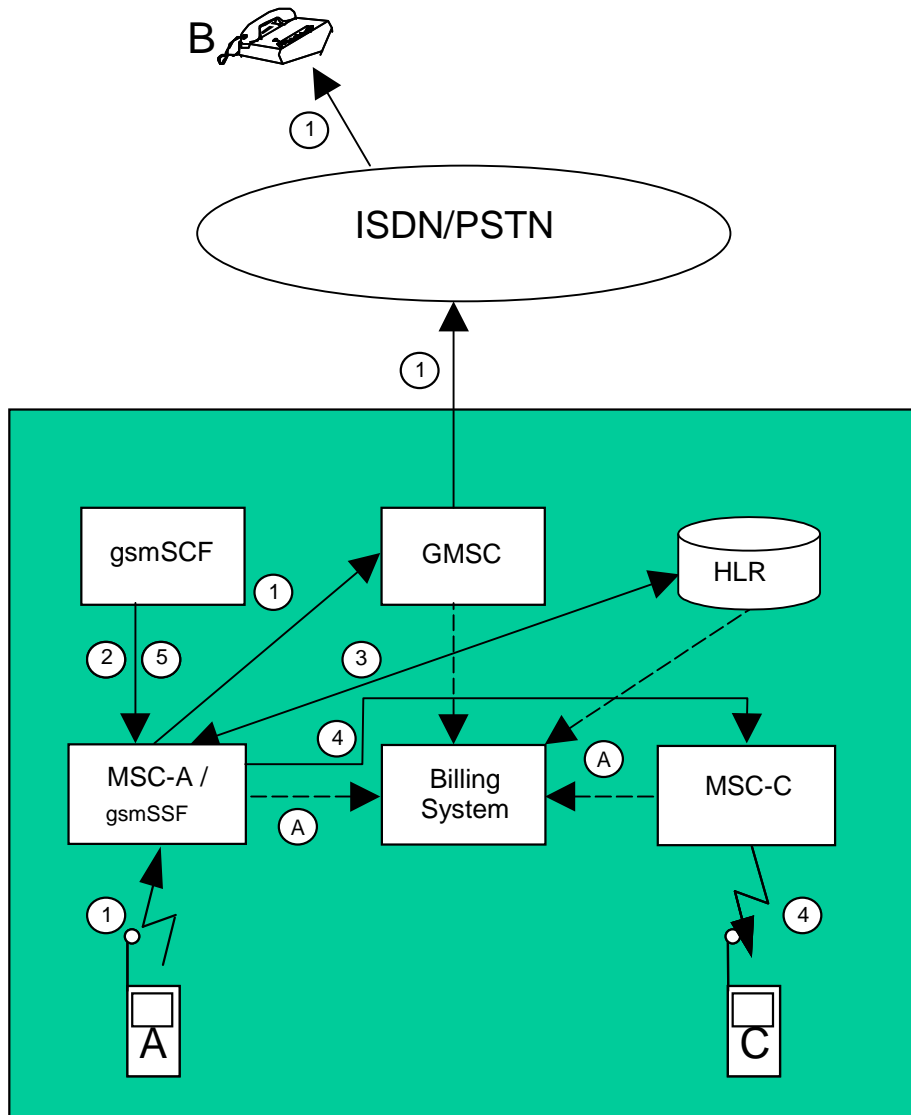 B
1
ISDN/PSTN
1
gsmSCF
GMSC
HLR
1
2
5
3
4
MSC-A /
gsmSSF
Billing
System
A
MSC-C
A
1
4
A
C